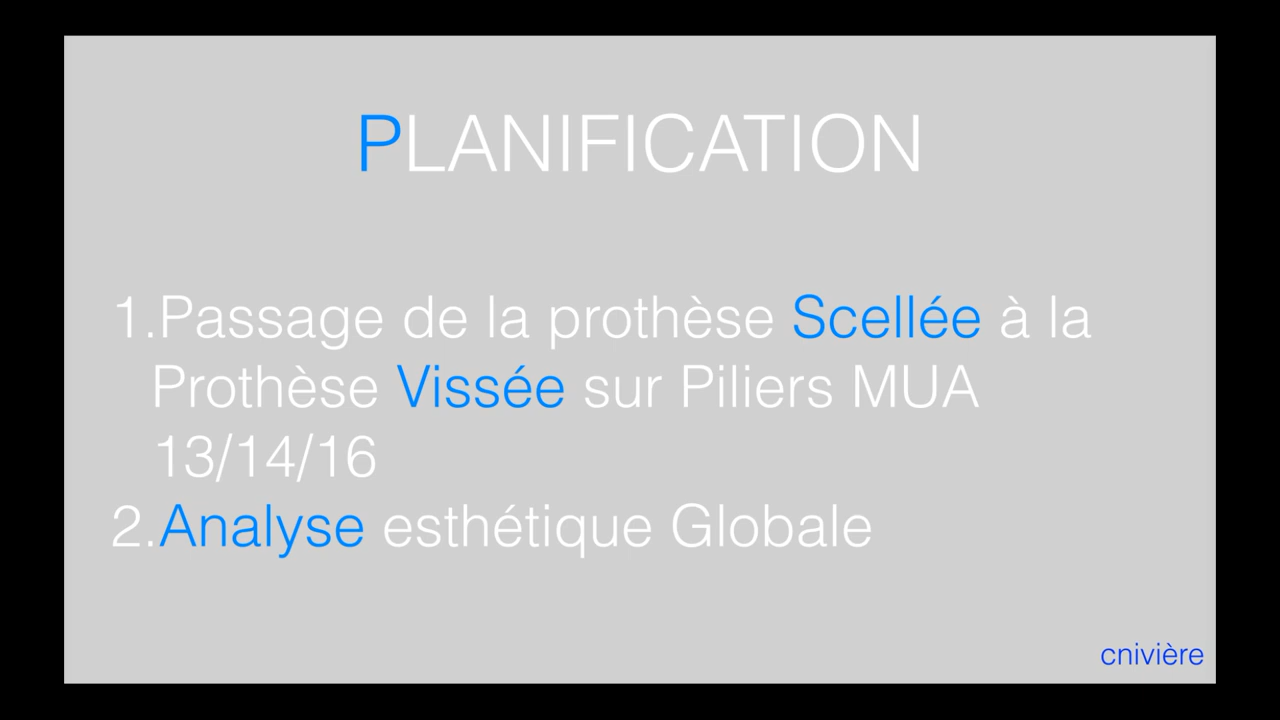 PLANIFICATION
1.Passage de la prothèse Scellée à la
Prothèse Vissée sur Piliers MUA
13/14/16
2.Analyse esthétique Globale
cnivière